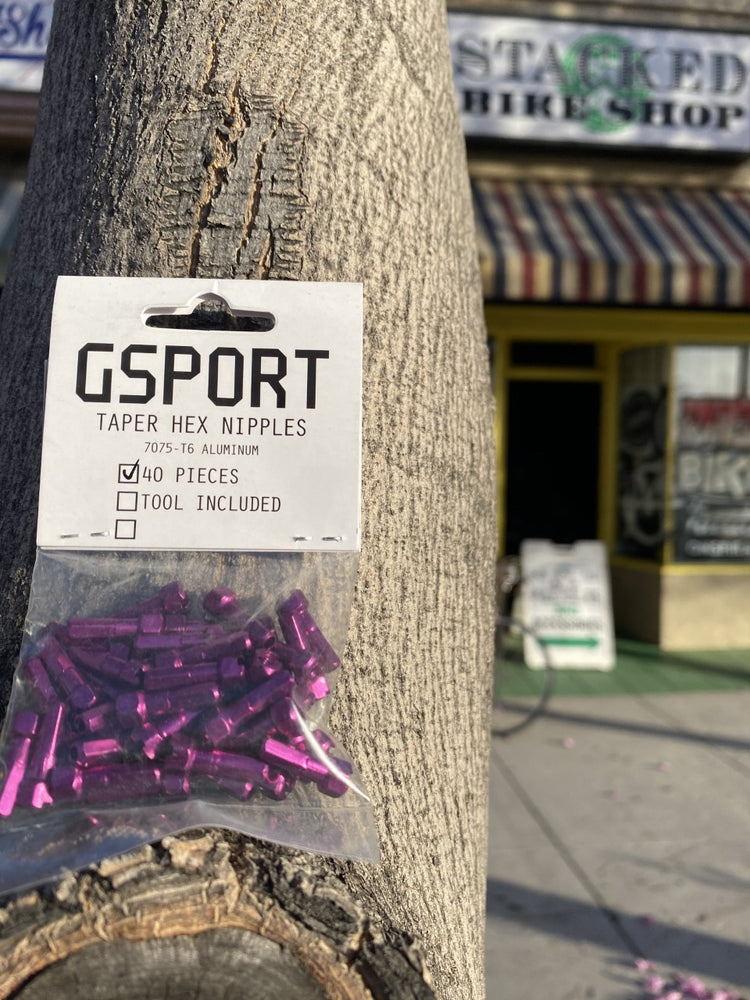 STACKED
BIKE SHOP
GSPORT
TAPER HEX NIPPLES
7075-T6 ALUMINUM
40 PIECES
TOOL INCLUDED